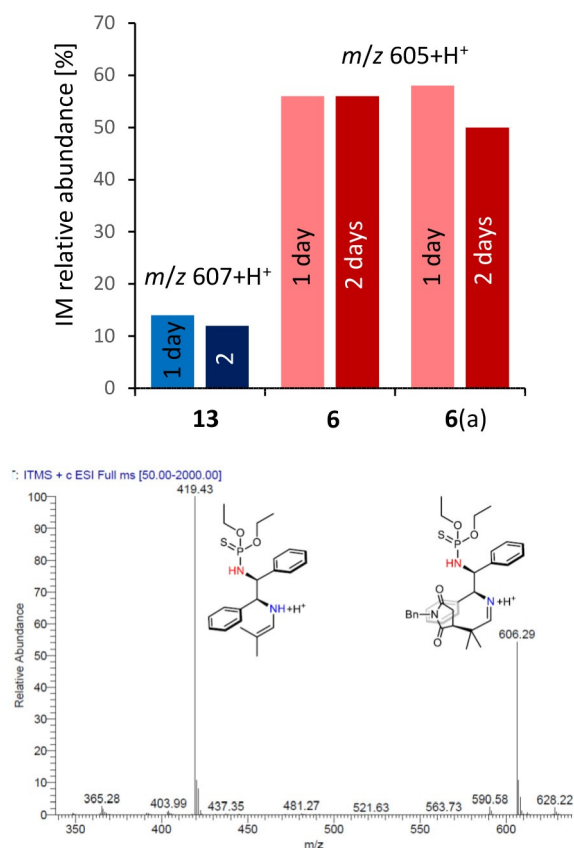 IM relative abundance [%]
70
60
50
40
30
20
10
0
m/z 605+H⁺
m/z 607+H⁺
1 day
2
1 day
2 days
1 day
2 days
13
6
6(a)
: ITMS + c ESI Full ms [50.00-2000.00]
Relative Abundance
100
90
80
70
60
50
40
30
20
10
0
419.43
606.29
365.28
403.99
437.35
481.27
521.63
563.73
590.58
628.22
O
O
S
P
HN
NH
+H⁺
O
O
S
P
HN
O
N
+H⁺
Bn
N
O
350
400
450
500
550
600
m/z